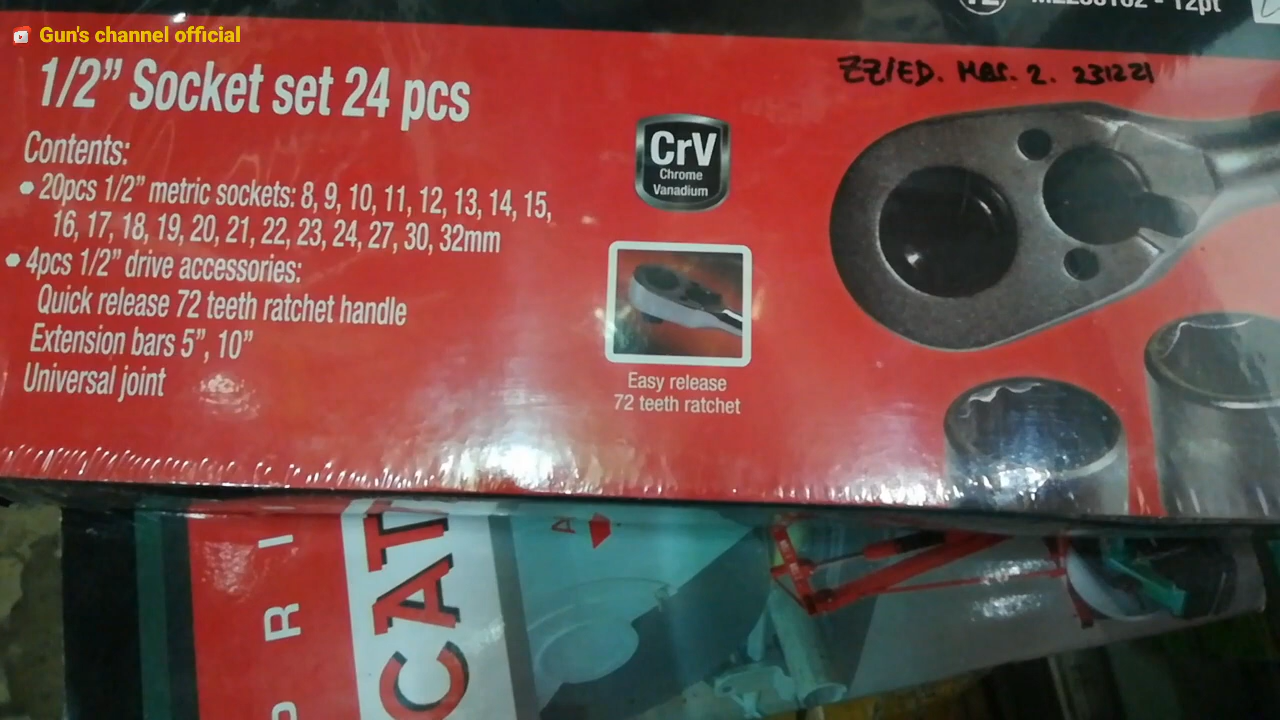 Gun's channel official
12pt
ZZ/ED. Mar. 2. 231221
1/2” Socket set 24 pcs
Contents:
● 20pcs 1/2” metric sockets: 8, 9, 10, 11, 12, 13, 14, 15,
16, 17, 18, 19, 20, 21, 22, 23, 24, 27, 30, 32mm
● 4pcs 1/2” drive accessories:
Quick release 72 teeth ratchet handle
Extension bars 5”, 10”
Universal joint
CrV
Chrome
Vanadium
Easy release
72 teeth ratchet
R I
CAT